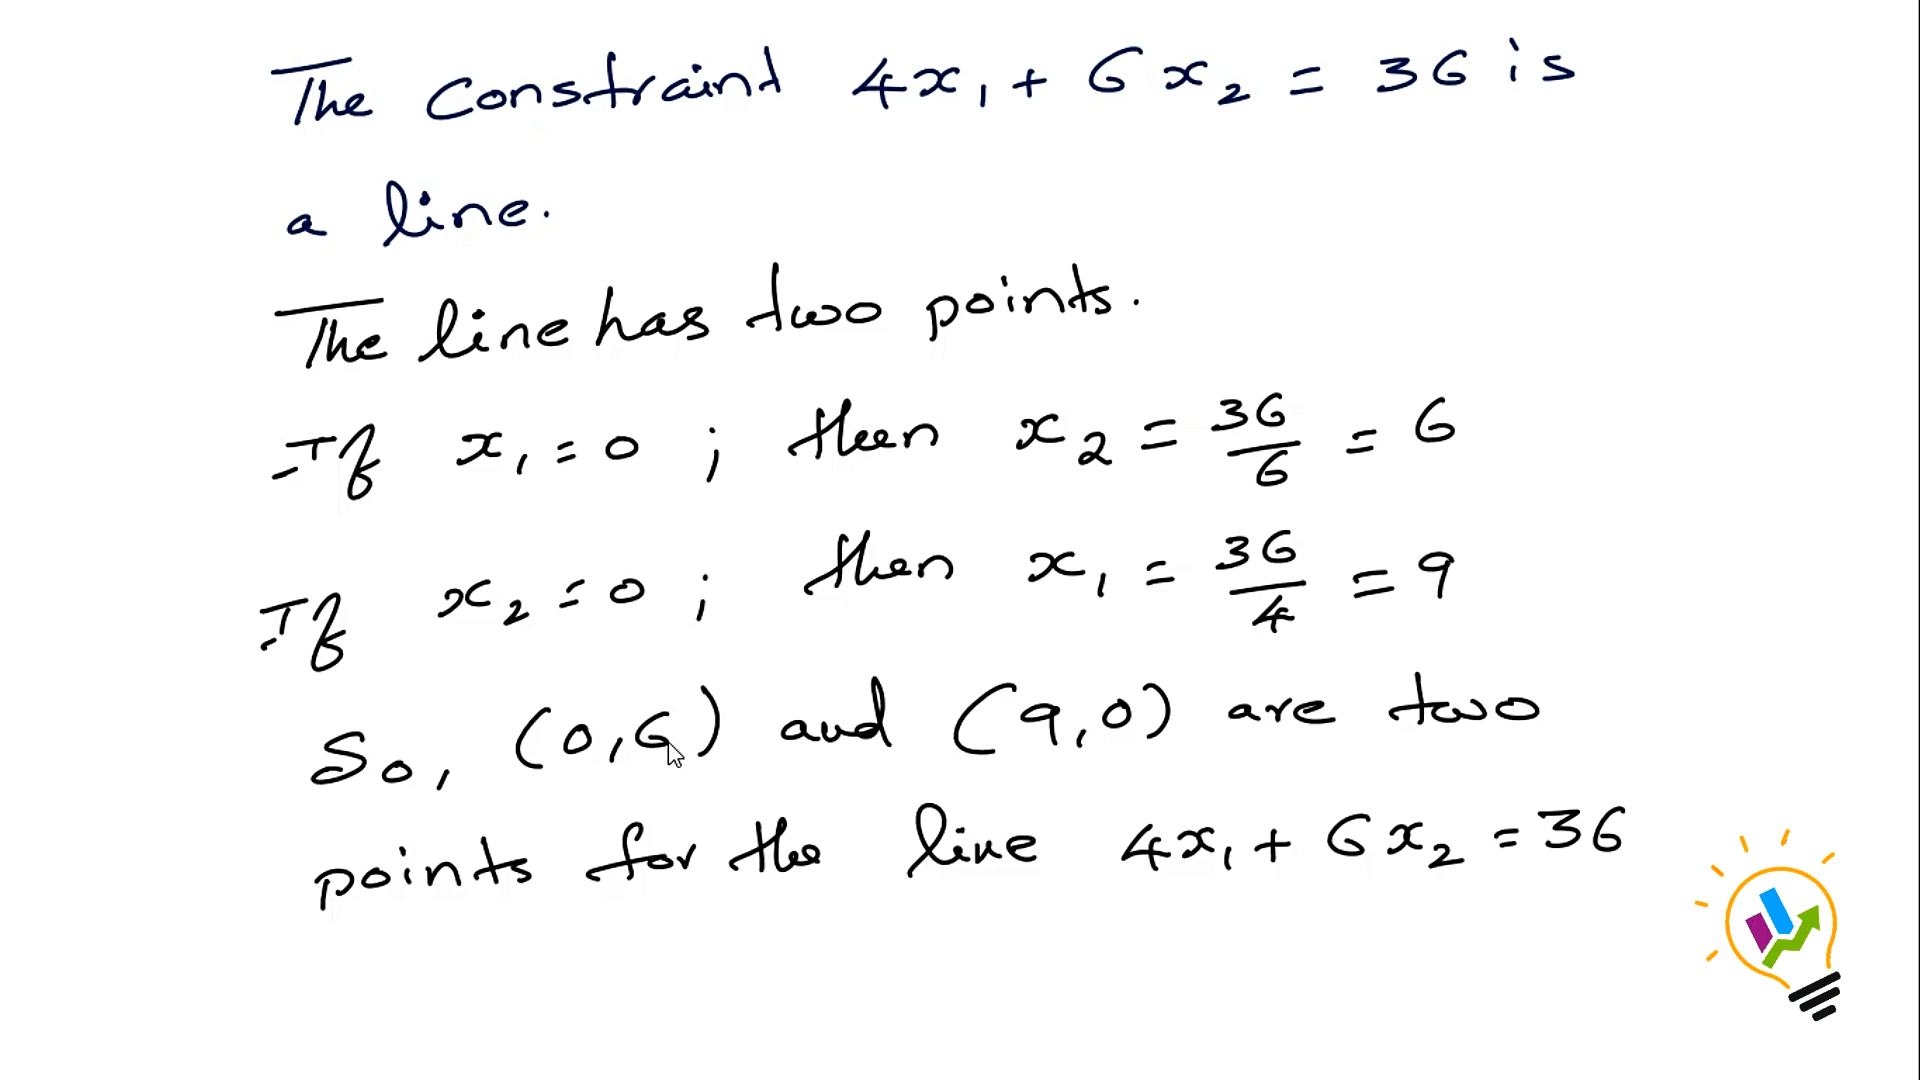 The constraint 4x₁ + 6x₂ = 36 is
a line.
The line has two points.
If x₁ = 0 ; then x₂ = 36/6 = 6
If x₂ = 0 ; then x₁ = 36/4 = 9
So, (0,6) and (9,0) are two
points for the line 4x₁ + 6x₂ = 36